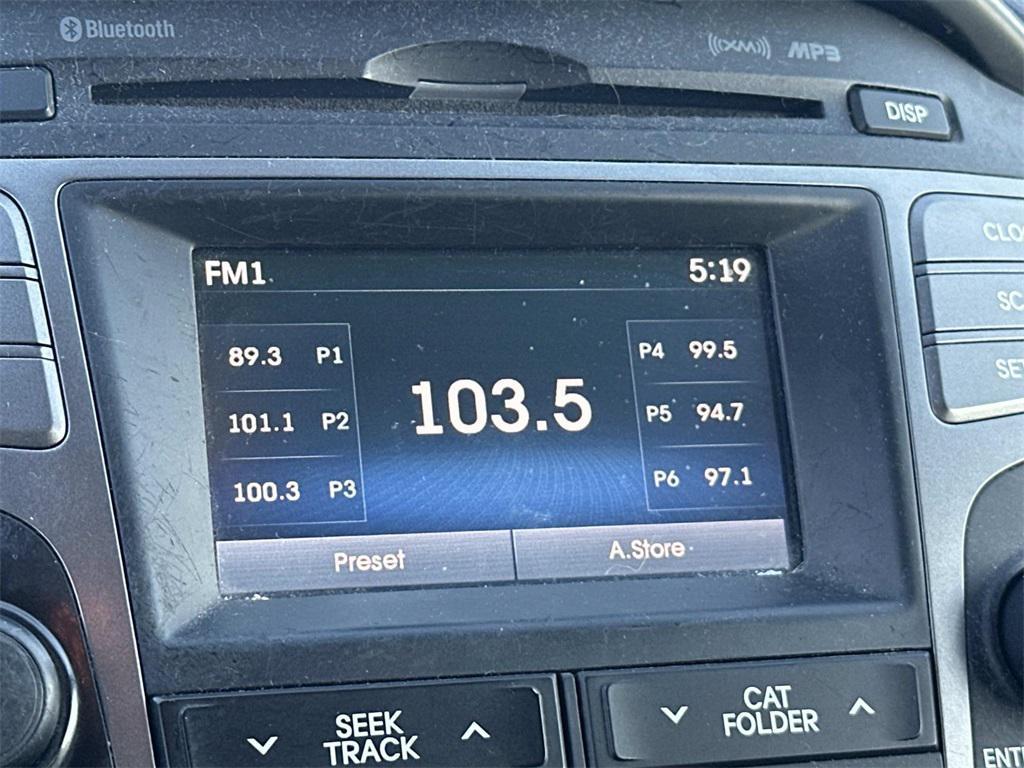 Bluetooth
XM MP3
DISP
FM1 5:19
89.3 P1
101.1 P2
100.3 P3
103.5
P4 99.5
P5 94.7
P6 97.1
Preset A.Store
SEEK
TRACK
CAT
FOLDER